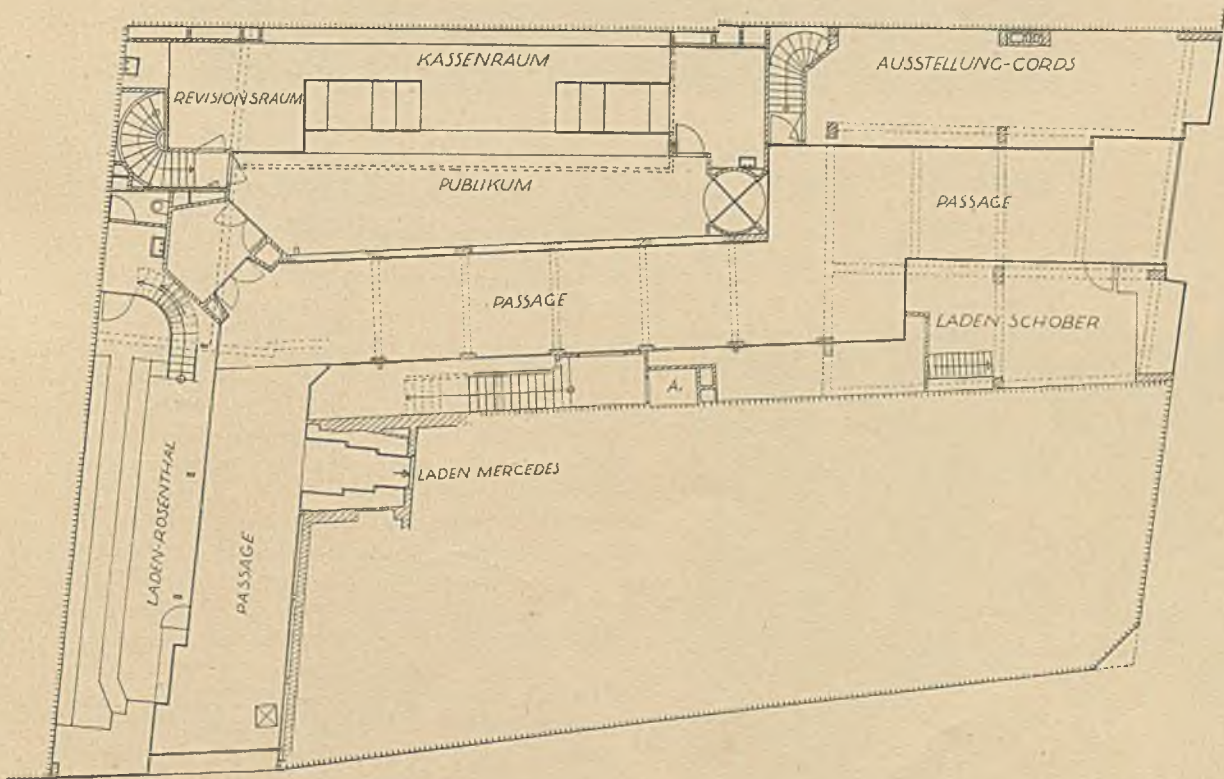 KASSENRAUM
AUSSTELLUNG-CORDS
REVISIONSRAUM
PUBLIKUM
PASSAGE
PASSAGE
LADEN SCHOBER
A.
LADEN MERCEDES
LADEN-ROSENTHAL
PASSAGE